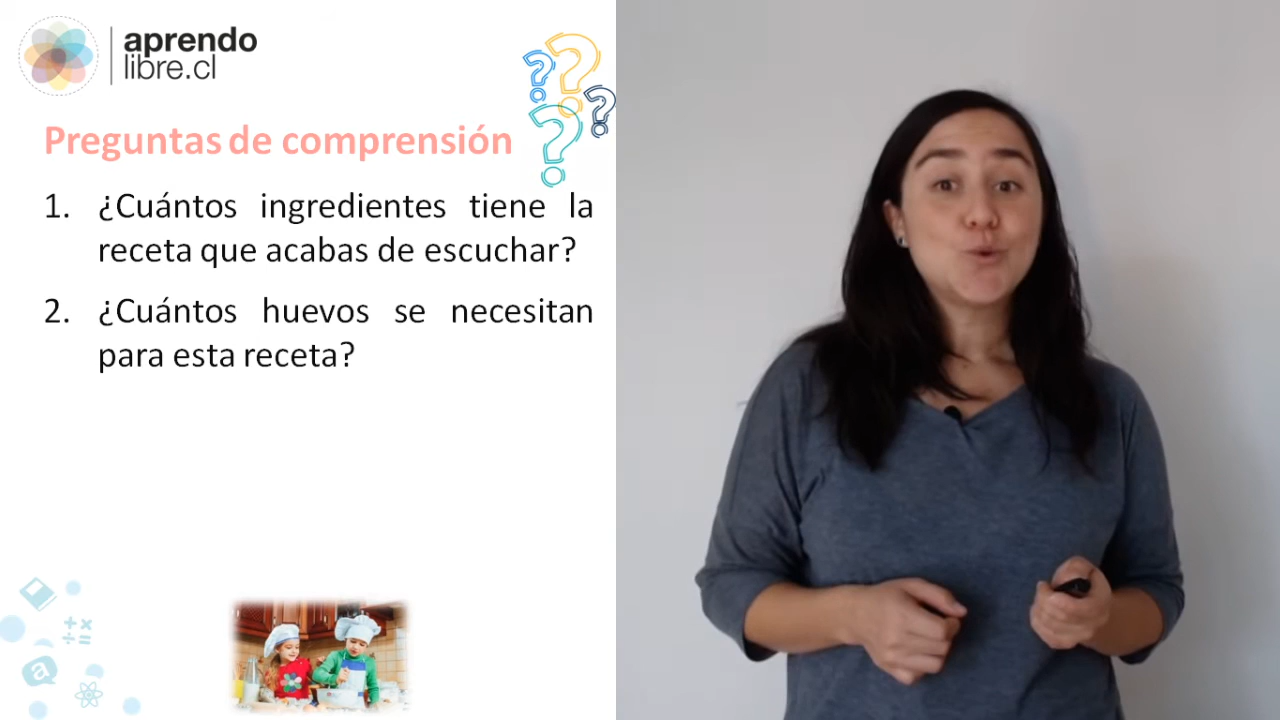 aprendo
libre.cl
Preguntas de comprensión
1. ¿Cuántos ingredientes tiene la
receta que acabas de escuchar?
2. ¿Cuántos huevos se necesitan
para esta receta?